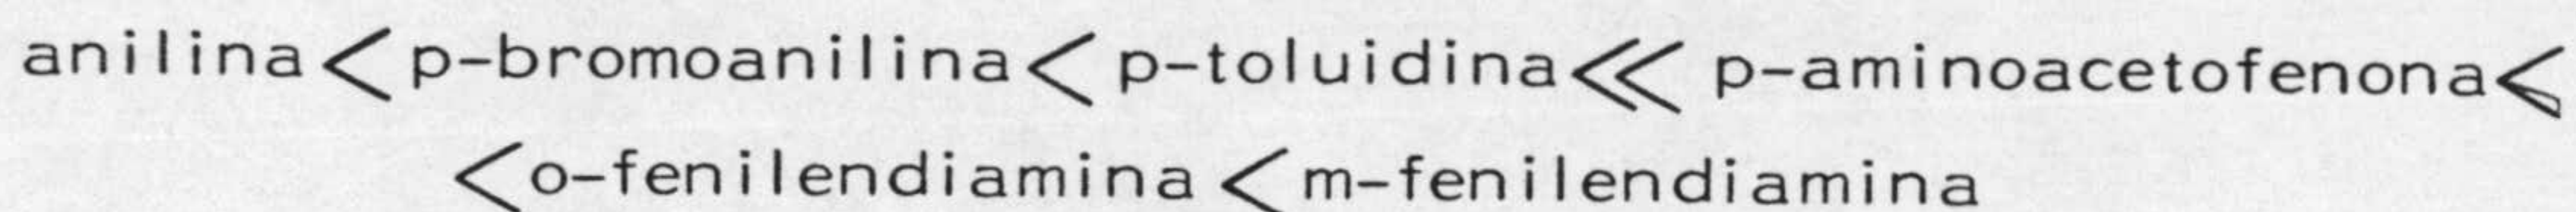 anilina < p-bromoanilina < p-toluidina << p-aminoacetofenona <
< o-fenilendiamina < m-fenilendiamina